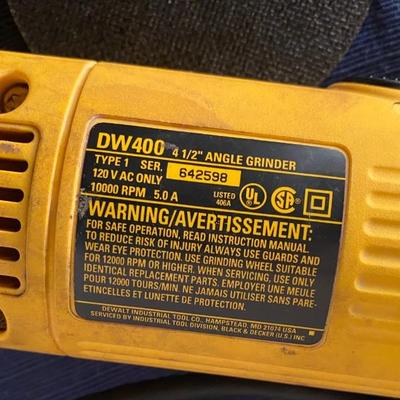 DW400 4 1/2" ANGLE GRINDER
TYPE 1 SER. 642598
120 V AC ONLY
10000 RPM 5.0 A
LISTED
406A
UL
SA
WARNING/AVERTISSEMENT:
FOR SAFE OPERATION, READ INSTRUCTION MANUAL.
TO REDUCE RISK OF INJURY ALWAYS USE GUARDS AND
WEAR EYE PROTECTION. USE GRINDING WHEEL SUITABLE
FOR 12000 RPM OR HIGHER. WHEN SERVICING, USE ONLY
IDENTICAL REPLACEMENT PARTS. EMPLOYER UNE MEULE
POUR 12000 TOURS/MIN. NE JAMAIS UTILISER SANS PARE-
ETINCELLES ET LUNETTE DE PROTECTION.
DEWALT INDUSTRIAL TOOL CO., HAMPSTEAD, MD 21074 USA
SERVICED BY INDUSTRIAL TOOL DIVISION, BLACK & DECKER (U.S.) INC